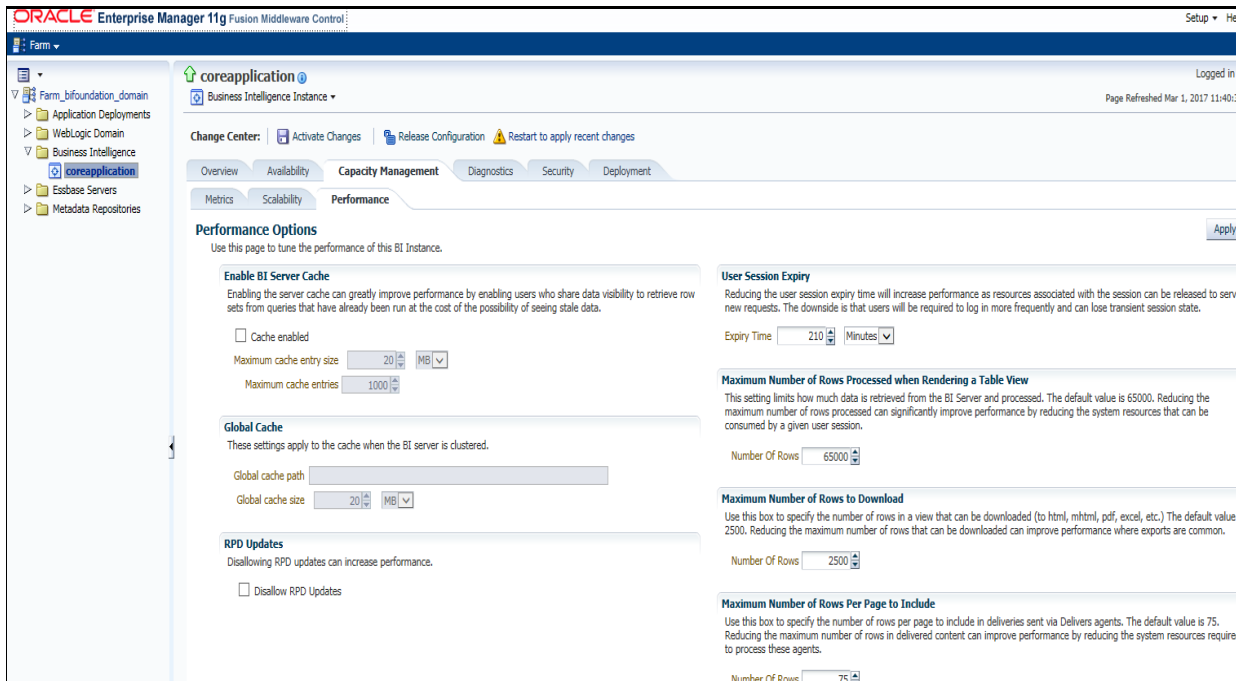 ORACLE Enterprise Manager 11g Fusion Middleware Control
Setup
Farm
Farm_bifoundation_domain
Application Deployments
WebLogic Domain
Business Intelligence
coreapplication
Essbase Servers
Metadata Repositories
coreapplication
Logged in
Business Intelligence Instance
Page Refreshed Mar 1, 2017 11:40:
Change Center: Activate Changes Release Configuration Restart to apply recent changes
Overview Availability Capacity Management Diagnostics Security Deployment
Metrics Scalability Performance
Performance Options
Apply
Use this page to tune the performance of this BI Instance.
Enable BI Server Cache
Enabling the server cache can greatly improve performance by enabling users who share data visibility to retrieve row
sets from queries that have already been run at the cost of the possibility of seeing stale data.
Cache enabled
Maximum cache entry size 20 MB
Maximum cache entries 1000
Global Cache
These settings apply to the cache when the BI server is clustered.
Global cache path
Global cache size 20 MB
RPD Updates
Disallowing RPD updates can increase performance.
Disallow RPD Updates
User Session Expiry
Reducing the user session expiry time will increase performance as resources associated with the session can be released to serv
new requests. The downside is that users will be required to log in more frequently and can lose transient session state.
Expiry Time 210 Minutes
Maximum Number of Rows Processed when Rendering a Table View
This setting limits how much data is retrieved from the BI Server and processed. The default value is 65000. Reducing the
maximum number of rows processed can significantly improve performance by reducing the system resources that can be
consumed by a given user session.
Number Of Rows 65000
Maximum Number of Rows to Download
Use this box to specify the number of rows in a view that can be downloaded (to html, mhtml, pdf, excel, etc.) The default value
2500. Reducing the maximum number of rows that can be downloaded can improve performance where exports are common.
Number Of Rows 2500
Maximum Number of Rows Per Page to Include
Use this box to specify the number of rows per page to include in deliveries sent via Delivers agents. The default value is 75.
Reducing the maximum number of rows in delivered content can improve performance by reducing the system resources require
to process these agents.
Number Of Rows 75